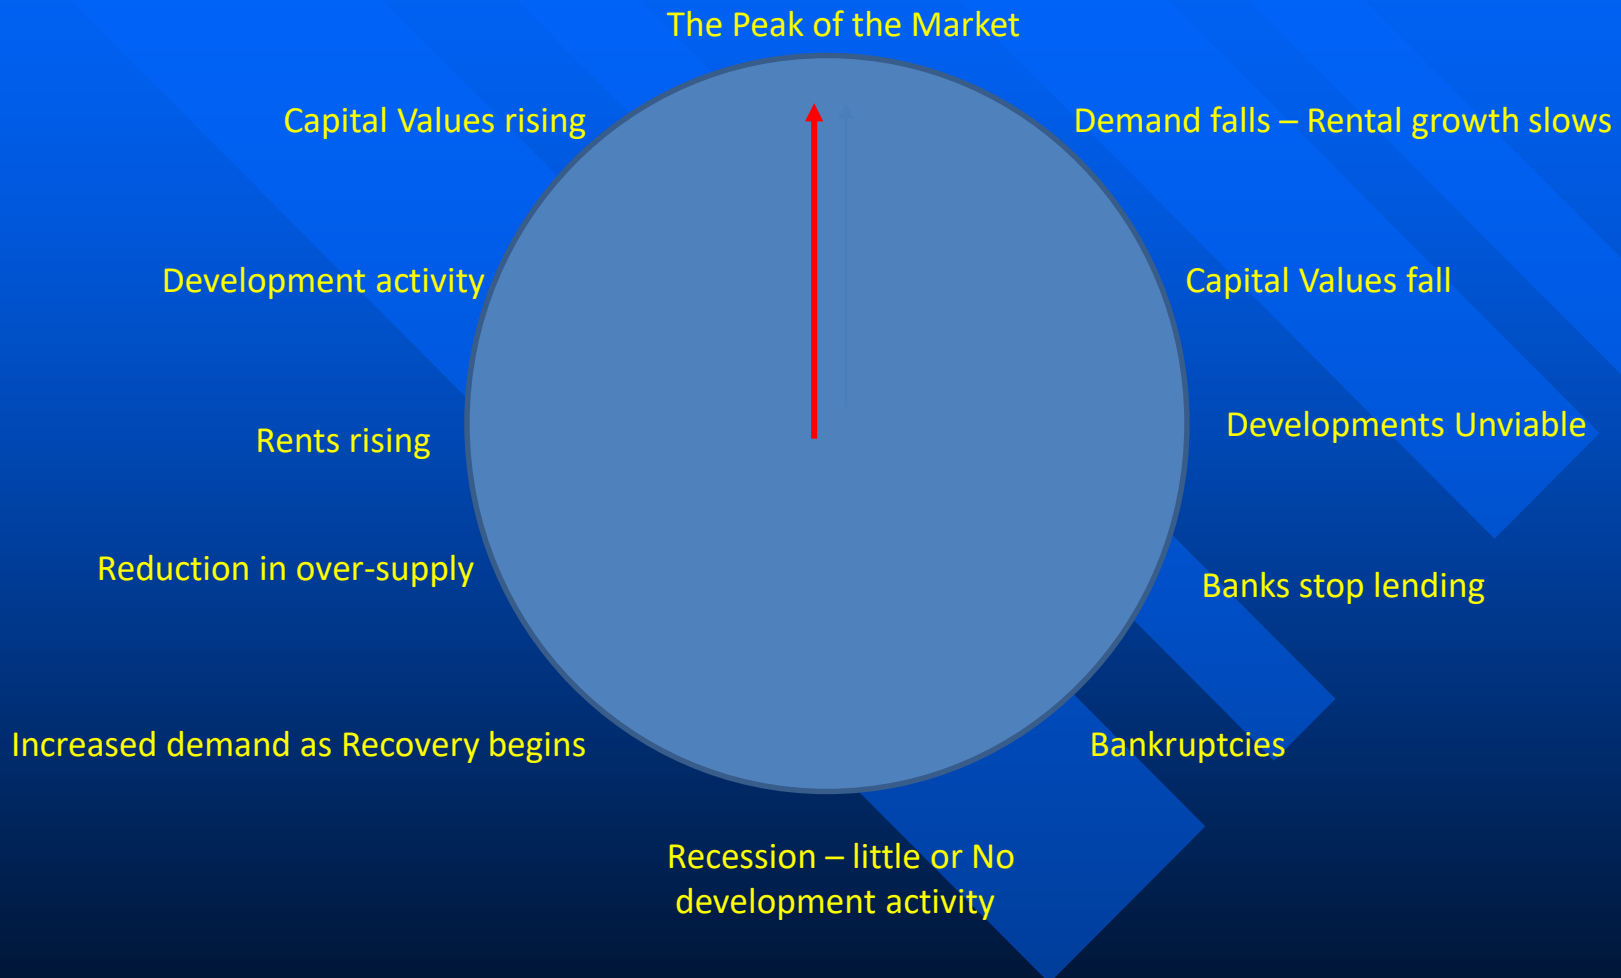 The Peak of the Market
Capital Values rising
Demand falls – Rental growth slows
Development activity
Capital Values fall
Rents rising
Developments Unviable
Reduction in over-supply
Banks stop lending
Increased demand as Recovery begins
Bankruptcies
Recession – little or No
development activity